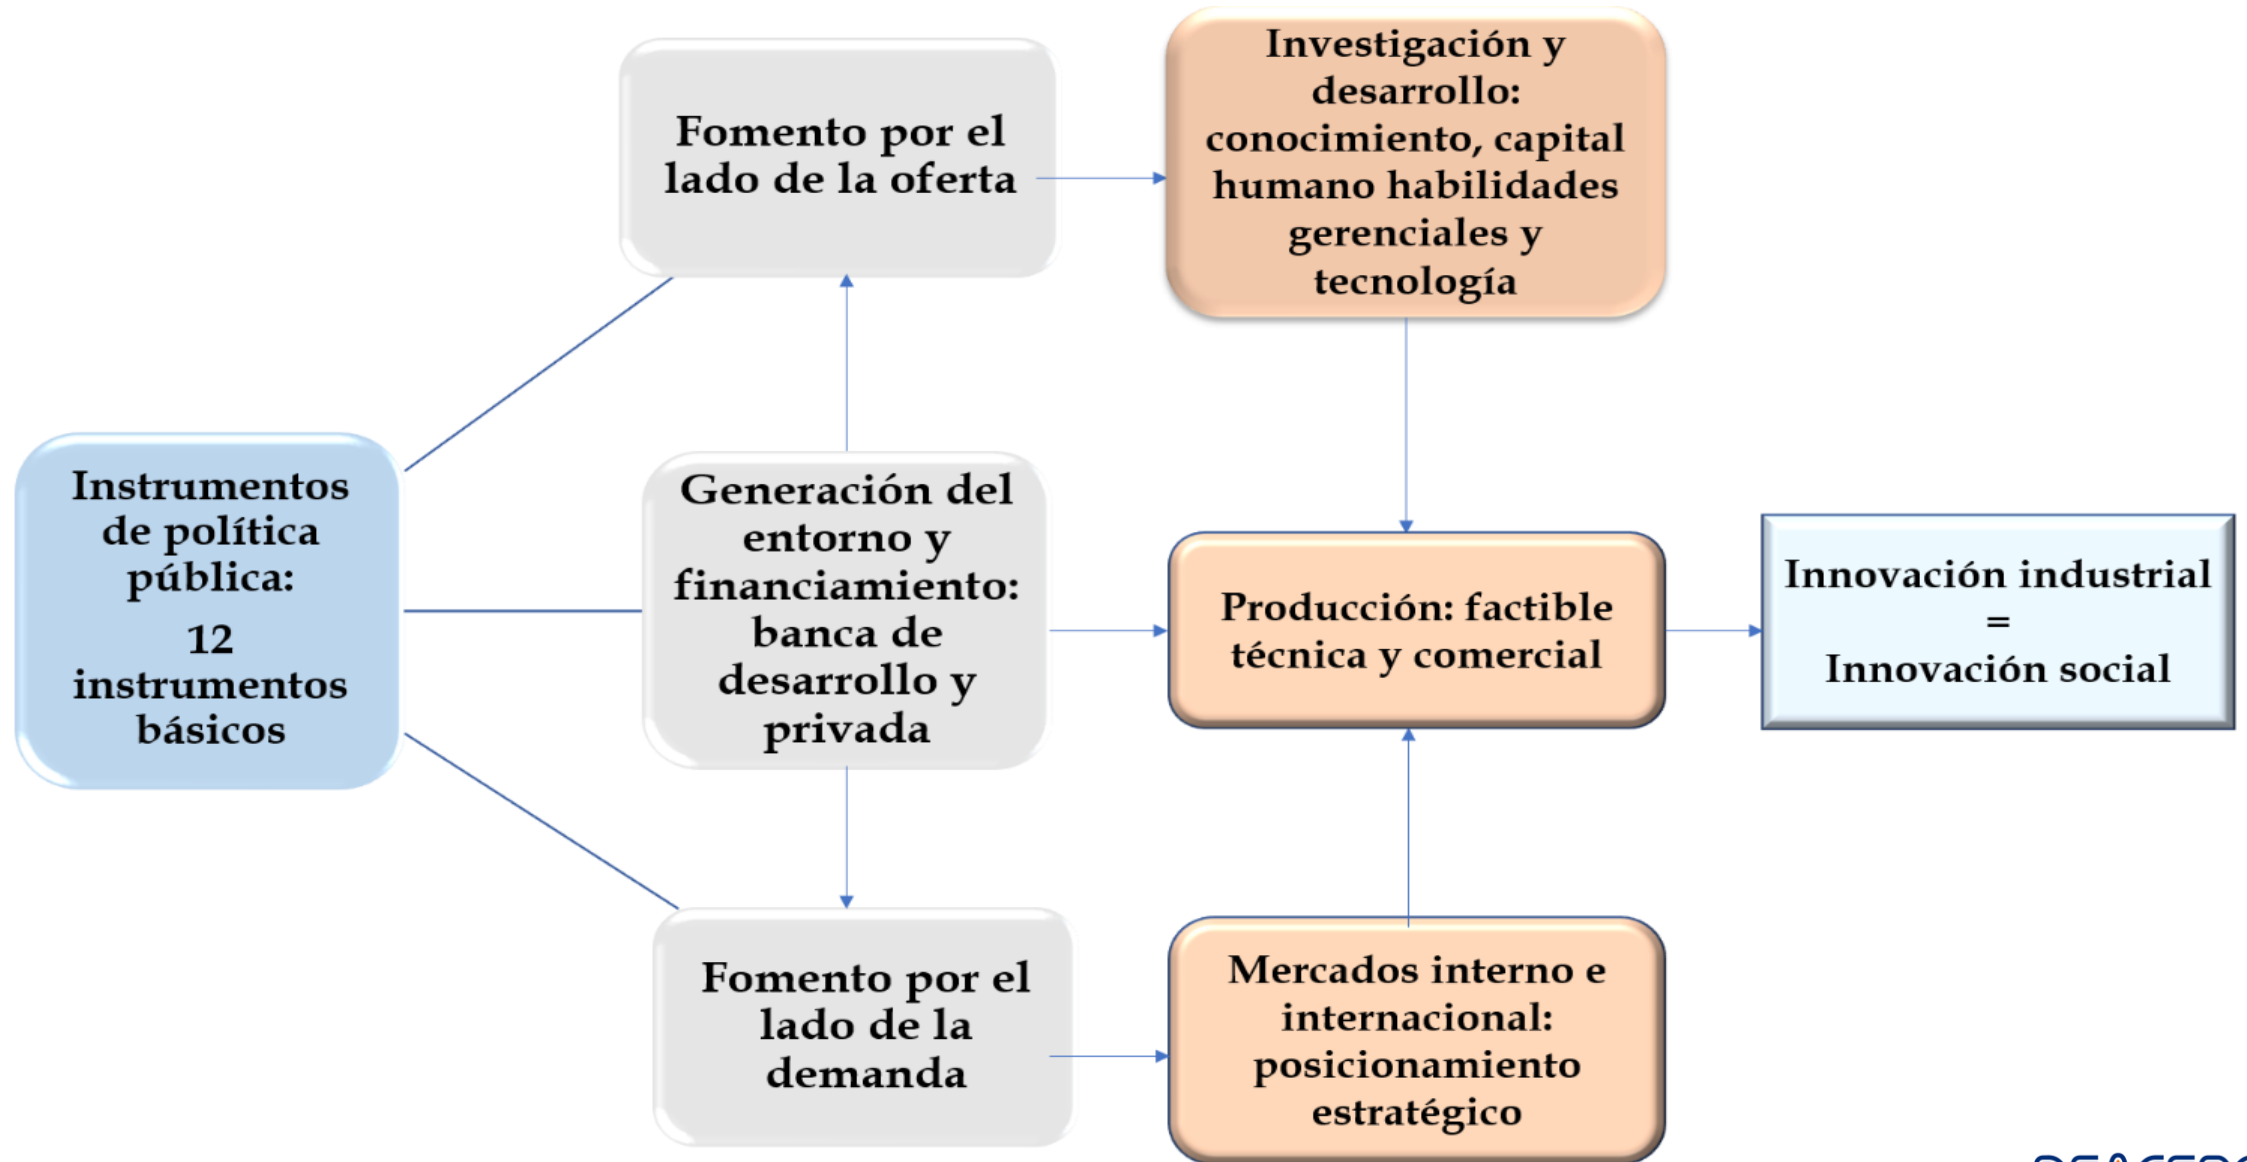 Instrumentos
de política
pública:
12
instrumentos
básicos
Fomento por el
lado de la oferta
Generación del
entorno y
financiamiento:
banca de
desarrollo y
privada
Fomento por el
lado de la
demanda
Investigación y
desarrollo:
conocimiento, capital
humano habilidades
gerenciales y
tecnología
Producción: factible
técnica y comercial
Mercados interno e
internacional:
posicionamiento
estratégico
Innovación industrial
=
Innovación social